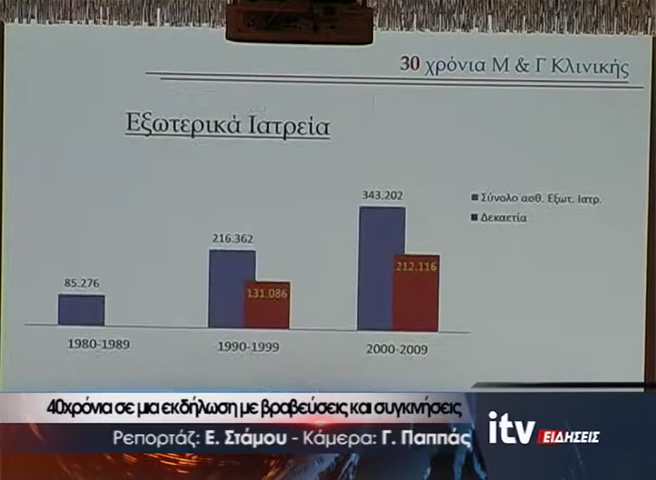 30 χρόνια Μ & Γ Κλινικής
Εξωτερικά Ιατρεία
343.202
216.362
212.116
131.086
85.276
Σύνολο ασθ. Εξωτ. Ιατρ.
Δεκαετία
1980-1989
1990-1999
2000-2009
40χρόνια σε μια εκδήλωση με βραβεύσεις και συγκινήσεις
Ρεπορτάζ: Ε. Στάμου - Κάμερα: Γ. Παππάς
itv ΕΙΔΗΣΕΙΣ